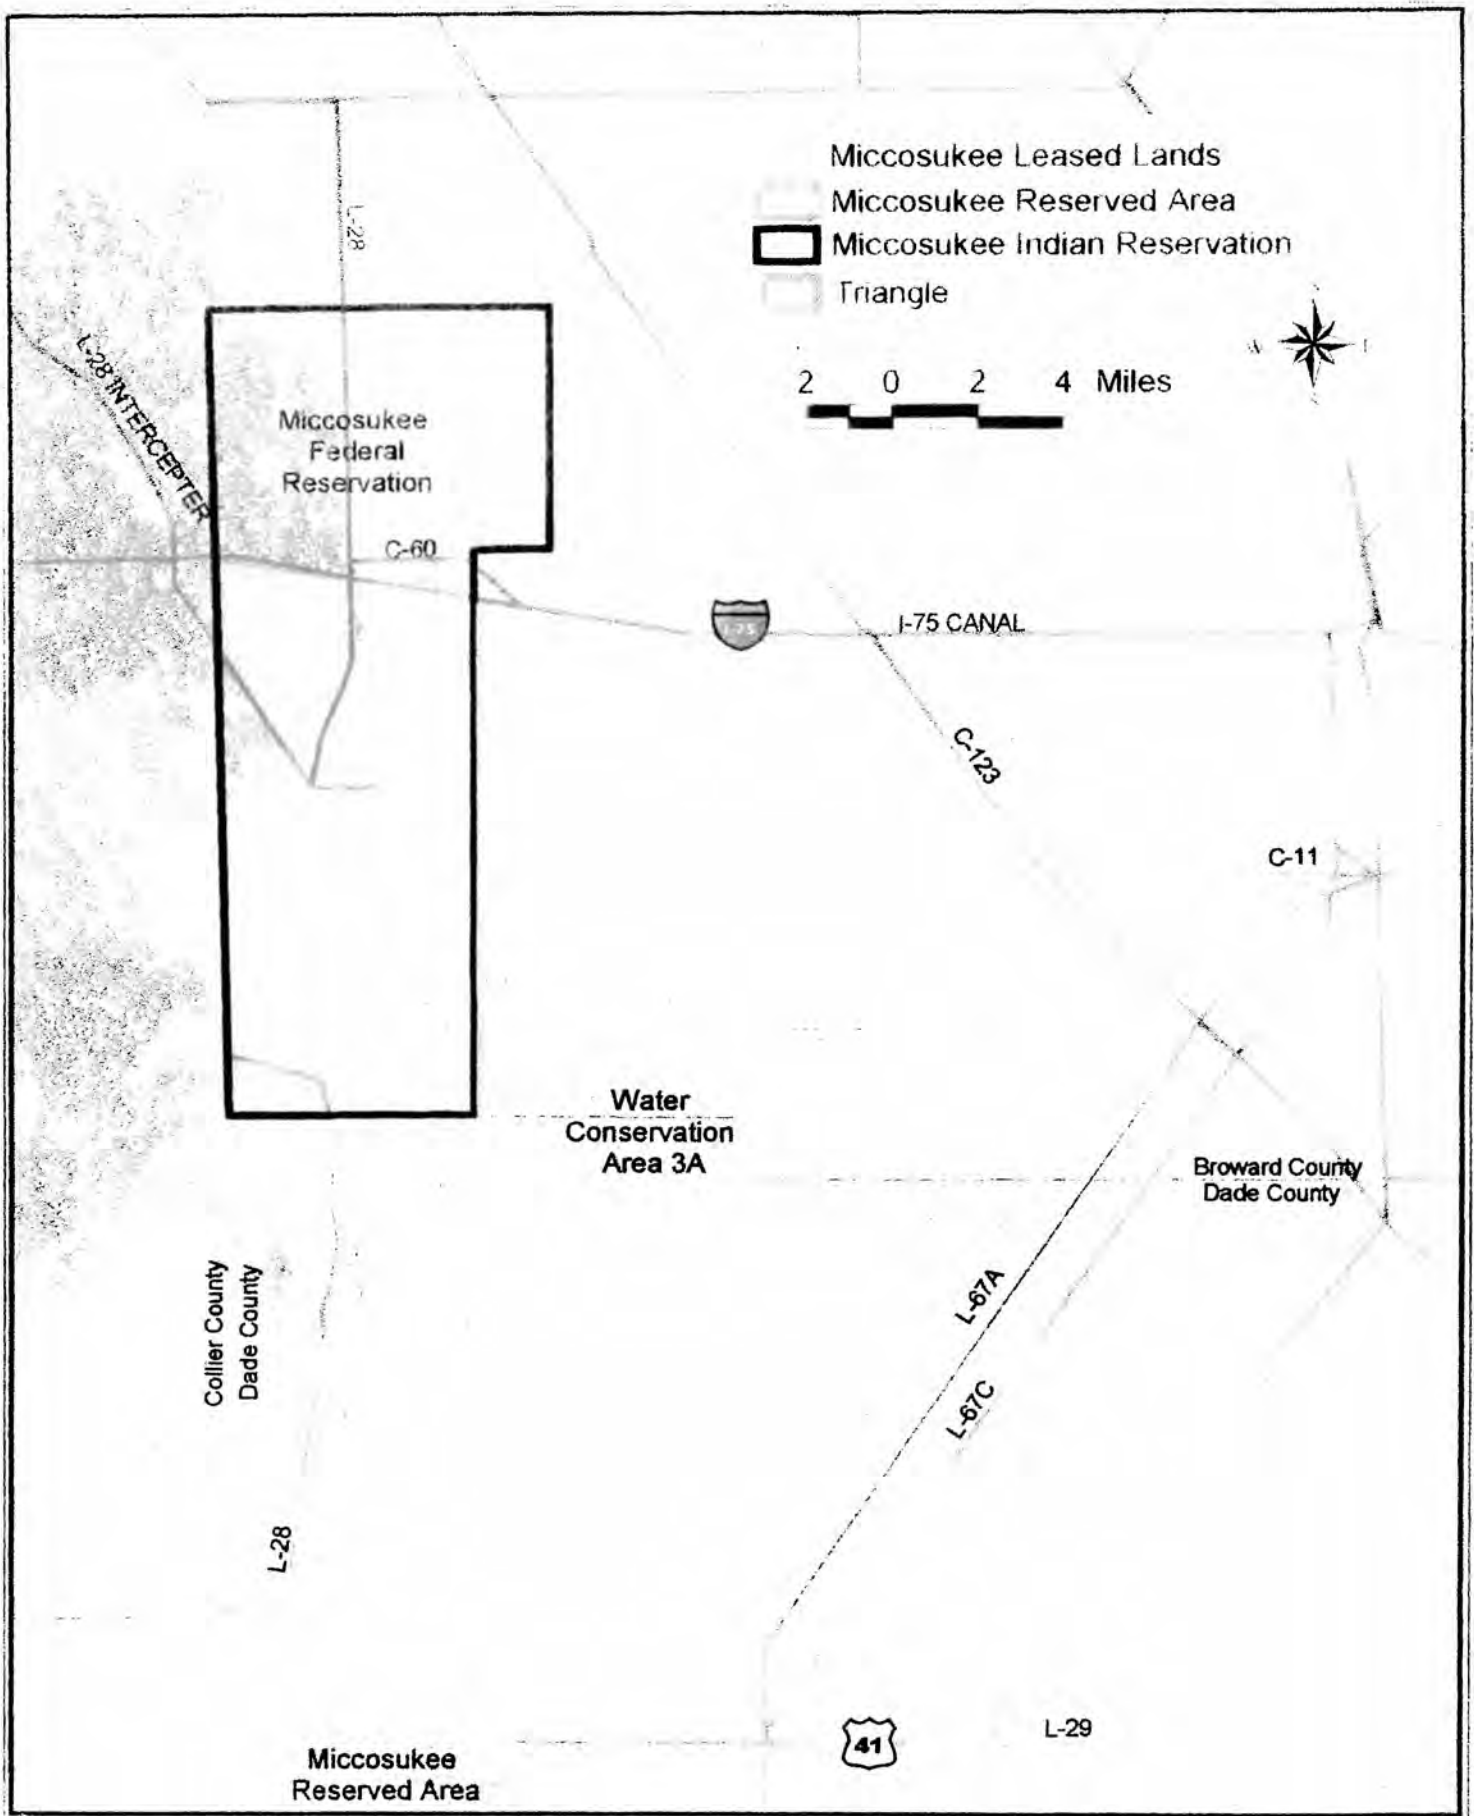 Miccosukee Leased Lands
Miccosukee Reserved Area
Miccosukee Indian Reservation
Triangle
L-28
2 0 2 4 Miles
L-28 INTERCEPTER
Miccosukee
Federal
Reservation
C-60
I-75
I-75 CANAL
C-123
C-11
Water
Conservation
Area 3A
Broward County
Dade County
Collier County
Dade County
L-67A
L-67C
L-28
41
L-29
Miccosukee
Reserved Area